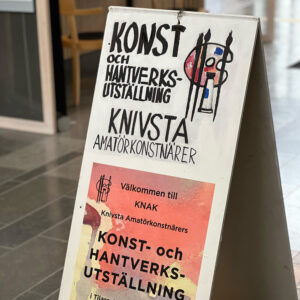 KONST
OCH
HANTVERKS-
UTSTÄLLNING
KNIVSTA
AMATÖRKONSTNÄRER
Välkommen till
KNAK
Knivsta Amatörkonstnärers
KONST- och
HANTVERKS-
UTSTÄLLNING